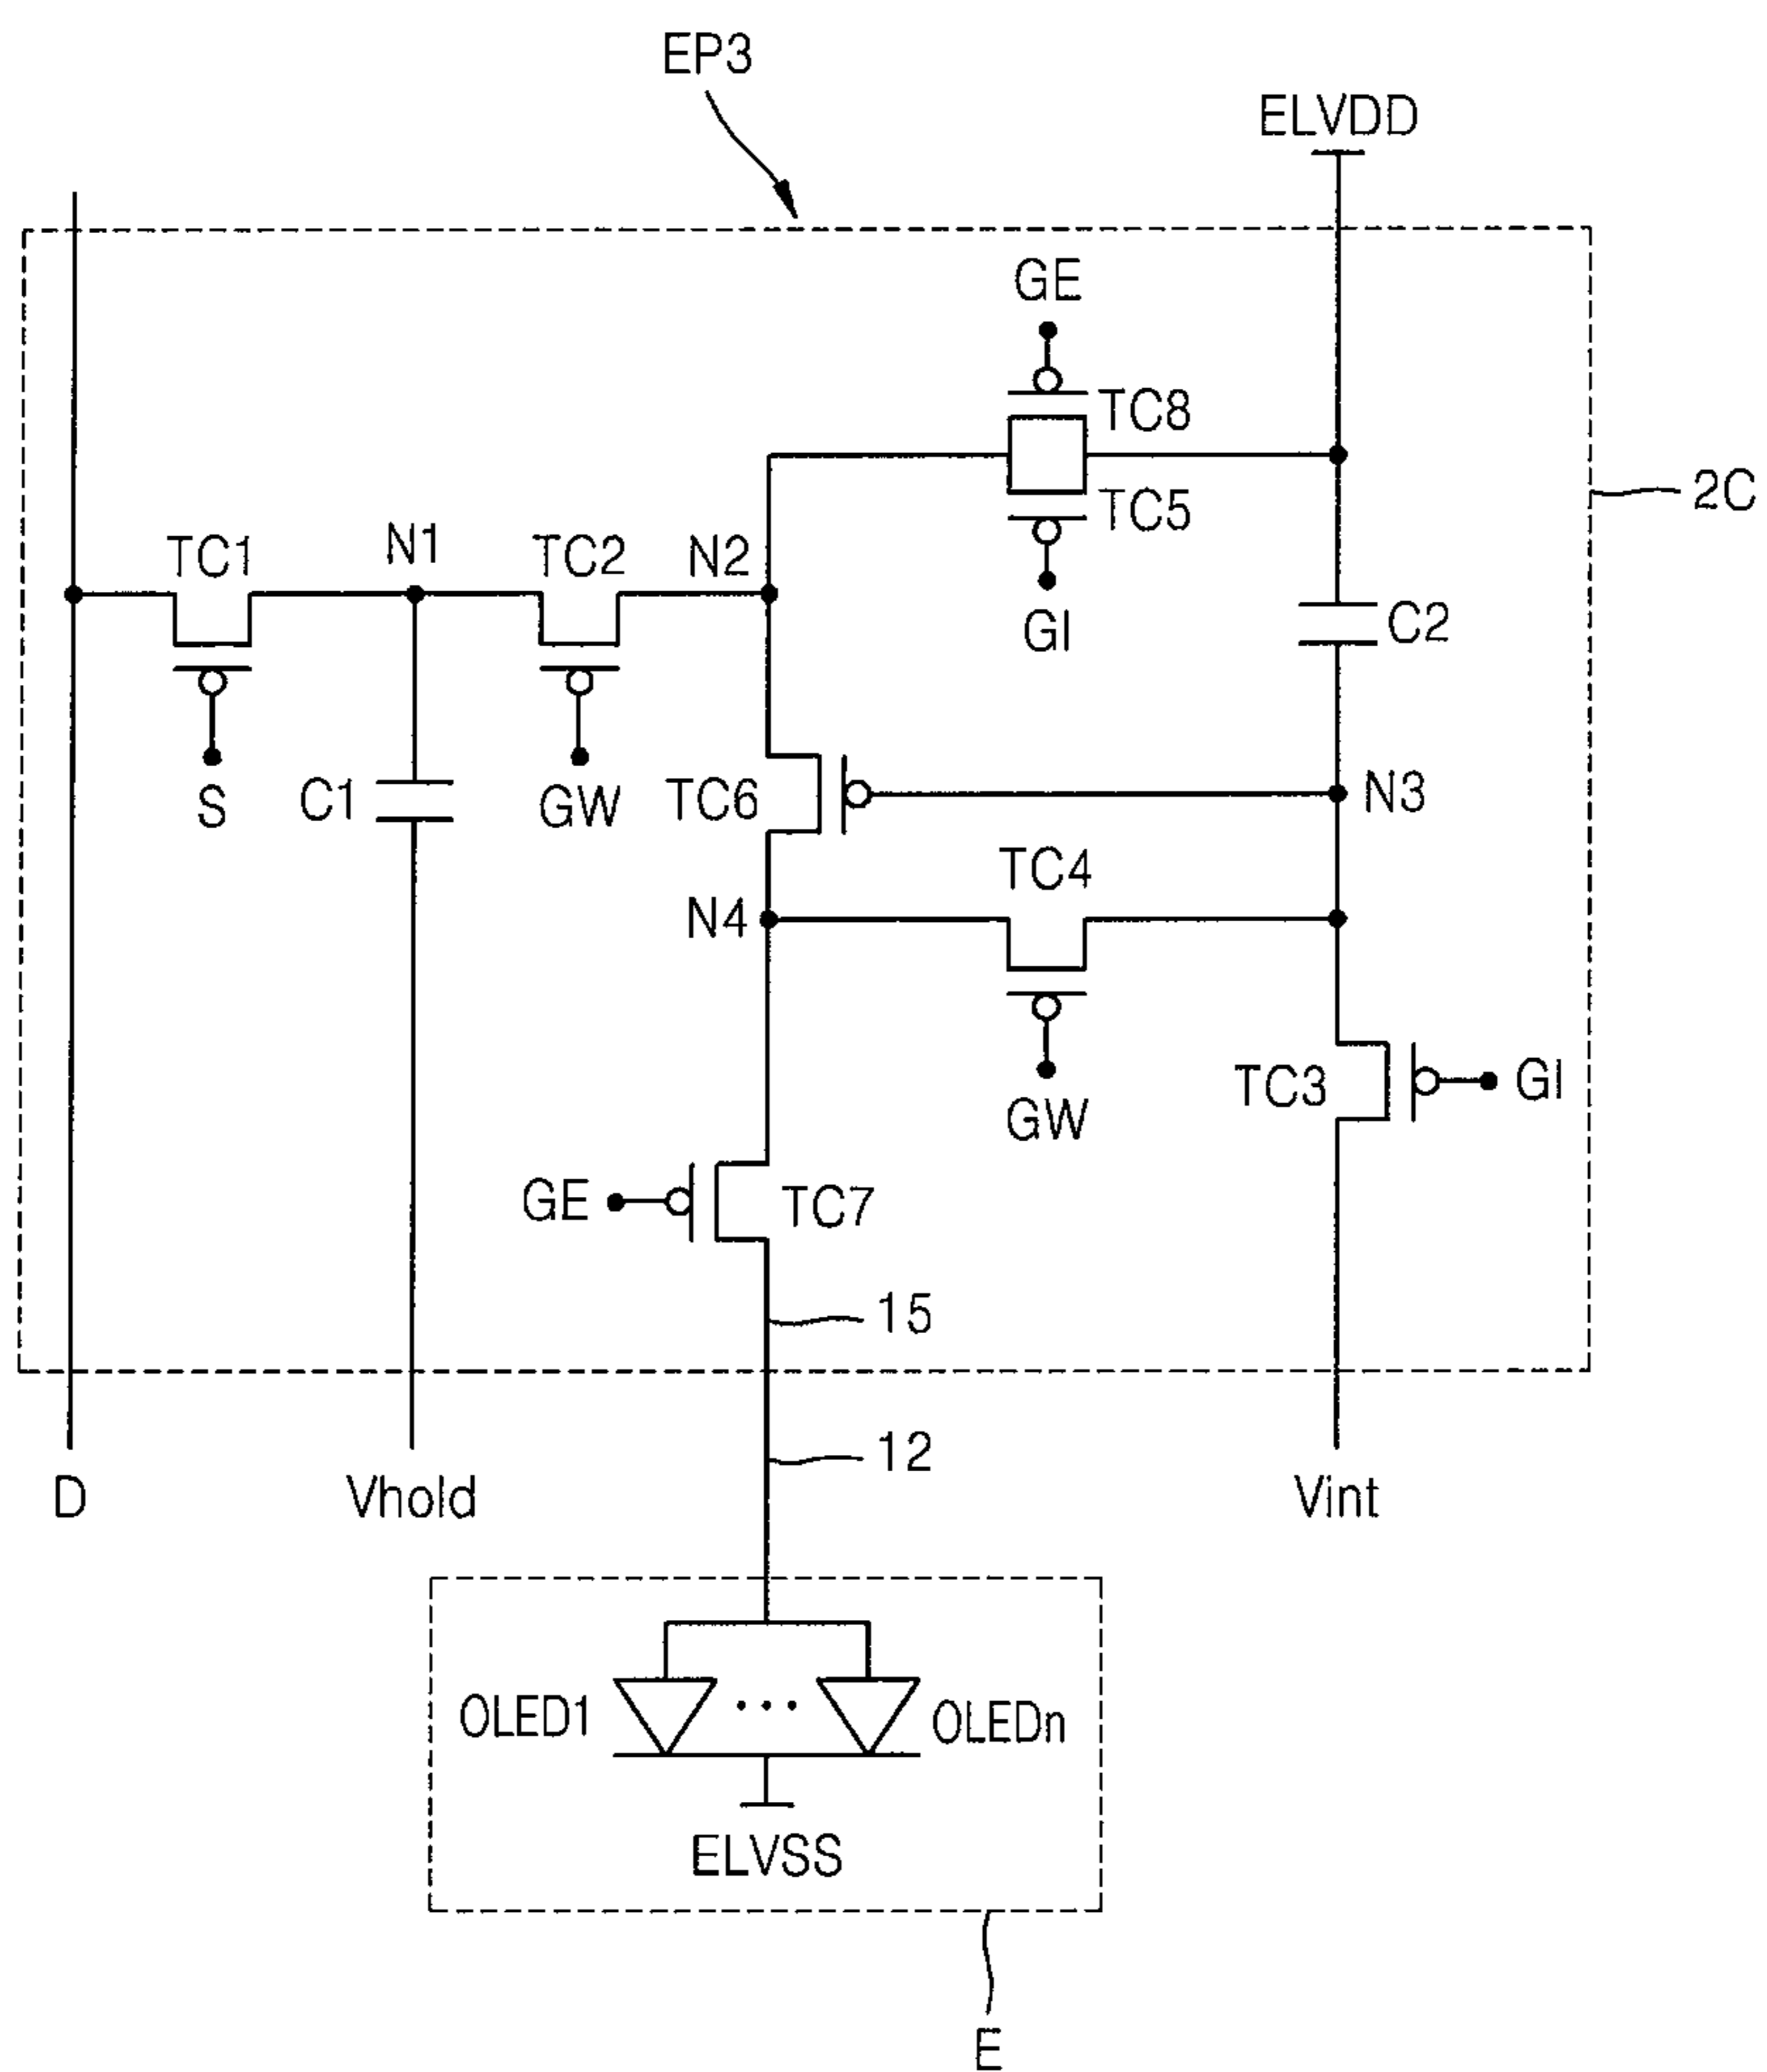 EP3
ELVDD
GE
TC8
2C
TC5
N1
TC1
TC2
N2
GI
C2
S
C1
GW
TC6
N3
TC4
N4
TC3
GI
GW
GE
TC7
15
12
D
Vhold
Vint
OLED1
OLEDn
ELVSS
E